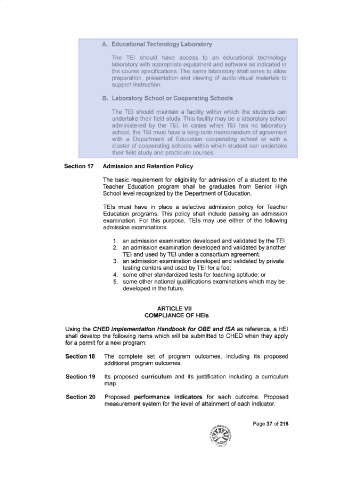 A. Educational Technology Laboratory
The TEI should have access to an educational technology
laboratory with appropriate equipment and software as indicated in
the course specifications. The same laboratory shall serve to allow
preparation, presentation and viewing of audio-visual materials to
support instruction.
B. Laboratory School or Cooperating Schools
The TEI should maintain a facility within which the students can
undertake their field study. This facility may be a laboratory school
administered by the TEI. In cases when TEI has no laboratory
school, the TEI must have a long-term memorandum of agreement
with a Department of Education cooperating school or with a
cluster of cooperating schools within which student can undertake
their field study and practicum courses.
Section 17 Admission and Retention Policy
The basic requirement for eligibility for admission of a student to the
Teacher Education program shall be graduates from Senior High
School level recognized by the Department of Education.
TEIs must have in place a selective admission policy for Teacher
Education programs. This policy shall include passing an admission
examination. For this purpose, TEIs may use either of the following
admission examinations:
1. an admission examination developed and validated by the TEI
2. an admission examination developed and validated by another
TEI and used by TEI under a consortium agreement;
3. an admission examination developed and validated by private
testing centers and used by TEI for a fee;
4. some other standardized tests for teaching aptitude; or
5. some other national qualifications examinations which may be
developed in the future.
ARTICLE VII
COMPLIANCE OF HEIs
Using the CHED Implementation Handbook for OBE and ISA as reference, a HEI
shall develop the following items which will be submitted to CHED when they apply
for a permit for a new program:
Section 18 The complete set of program outcomes, including its proposed
additional program outcomes.
Section 19 Its proposed curriculum and its justification including a curriculum
map.
Section 20 Proposed performance indicators for each outcome. Proposed
measurement system for the level of attainment of each indicator.
Page 37 of 216